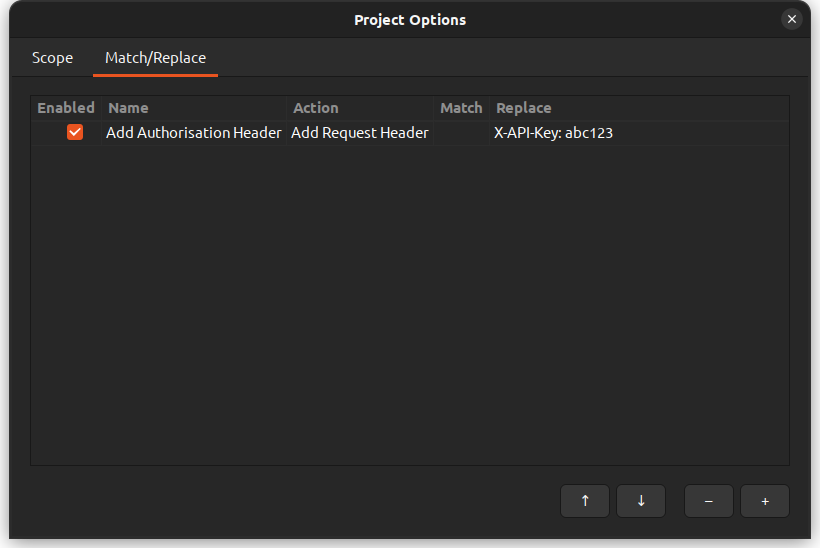 Project Options
Scope Match/Replace
Enabled Name Action Match Replace
Add Authorisation Header Add Request Header X-API-Key: abc123
↑ ↓ − +